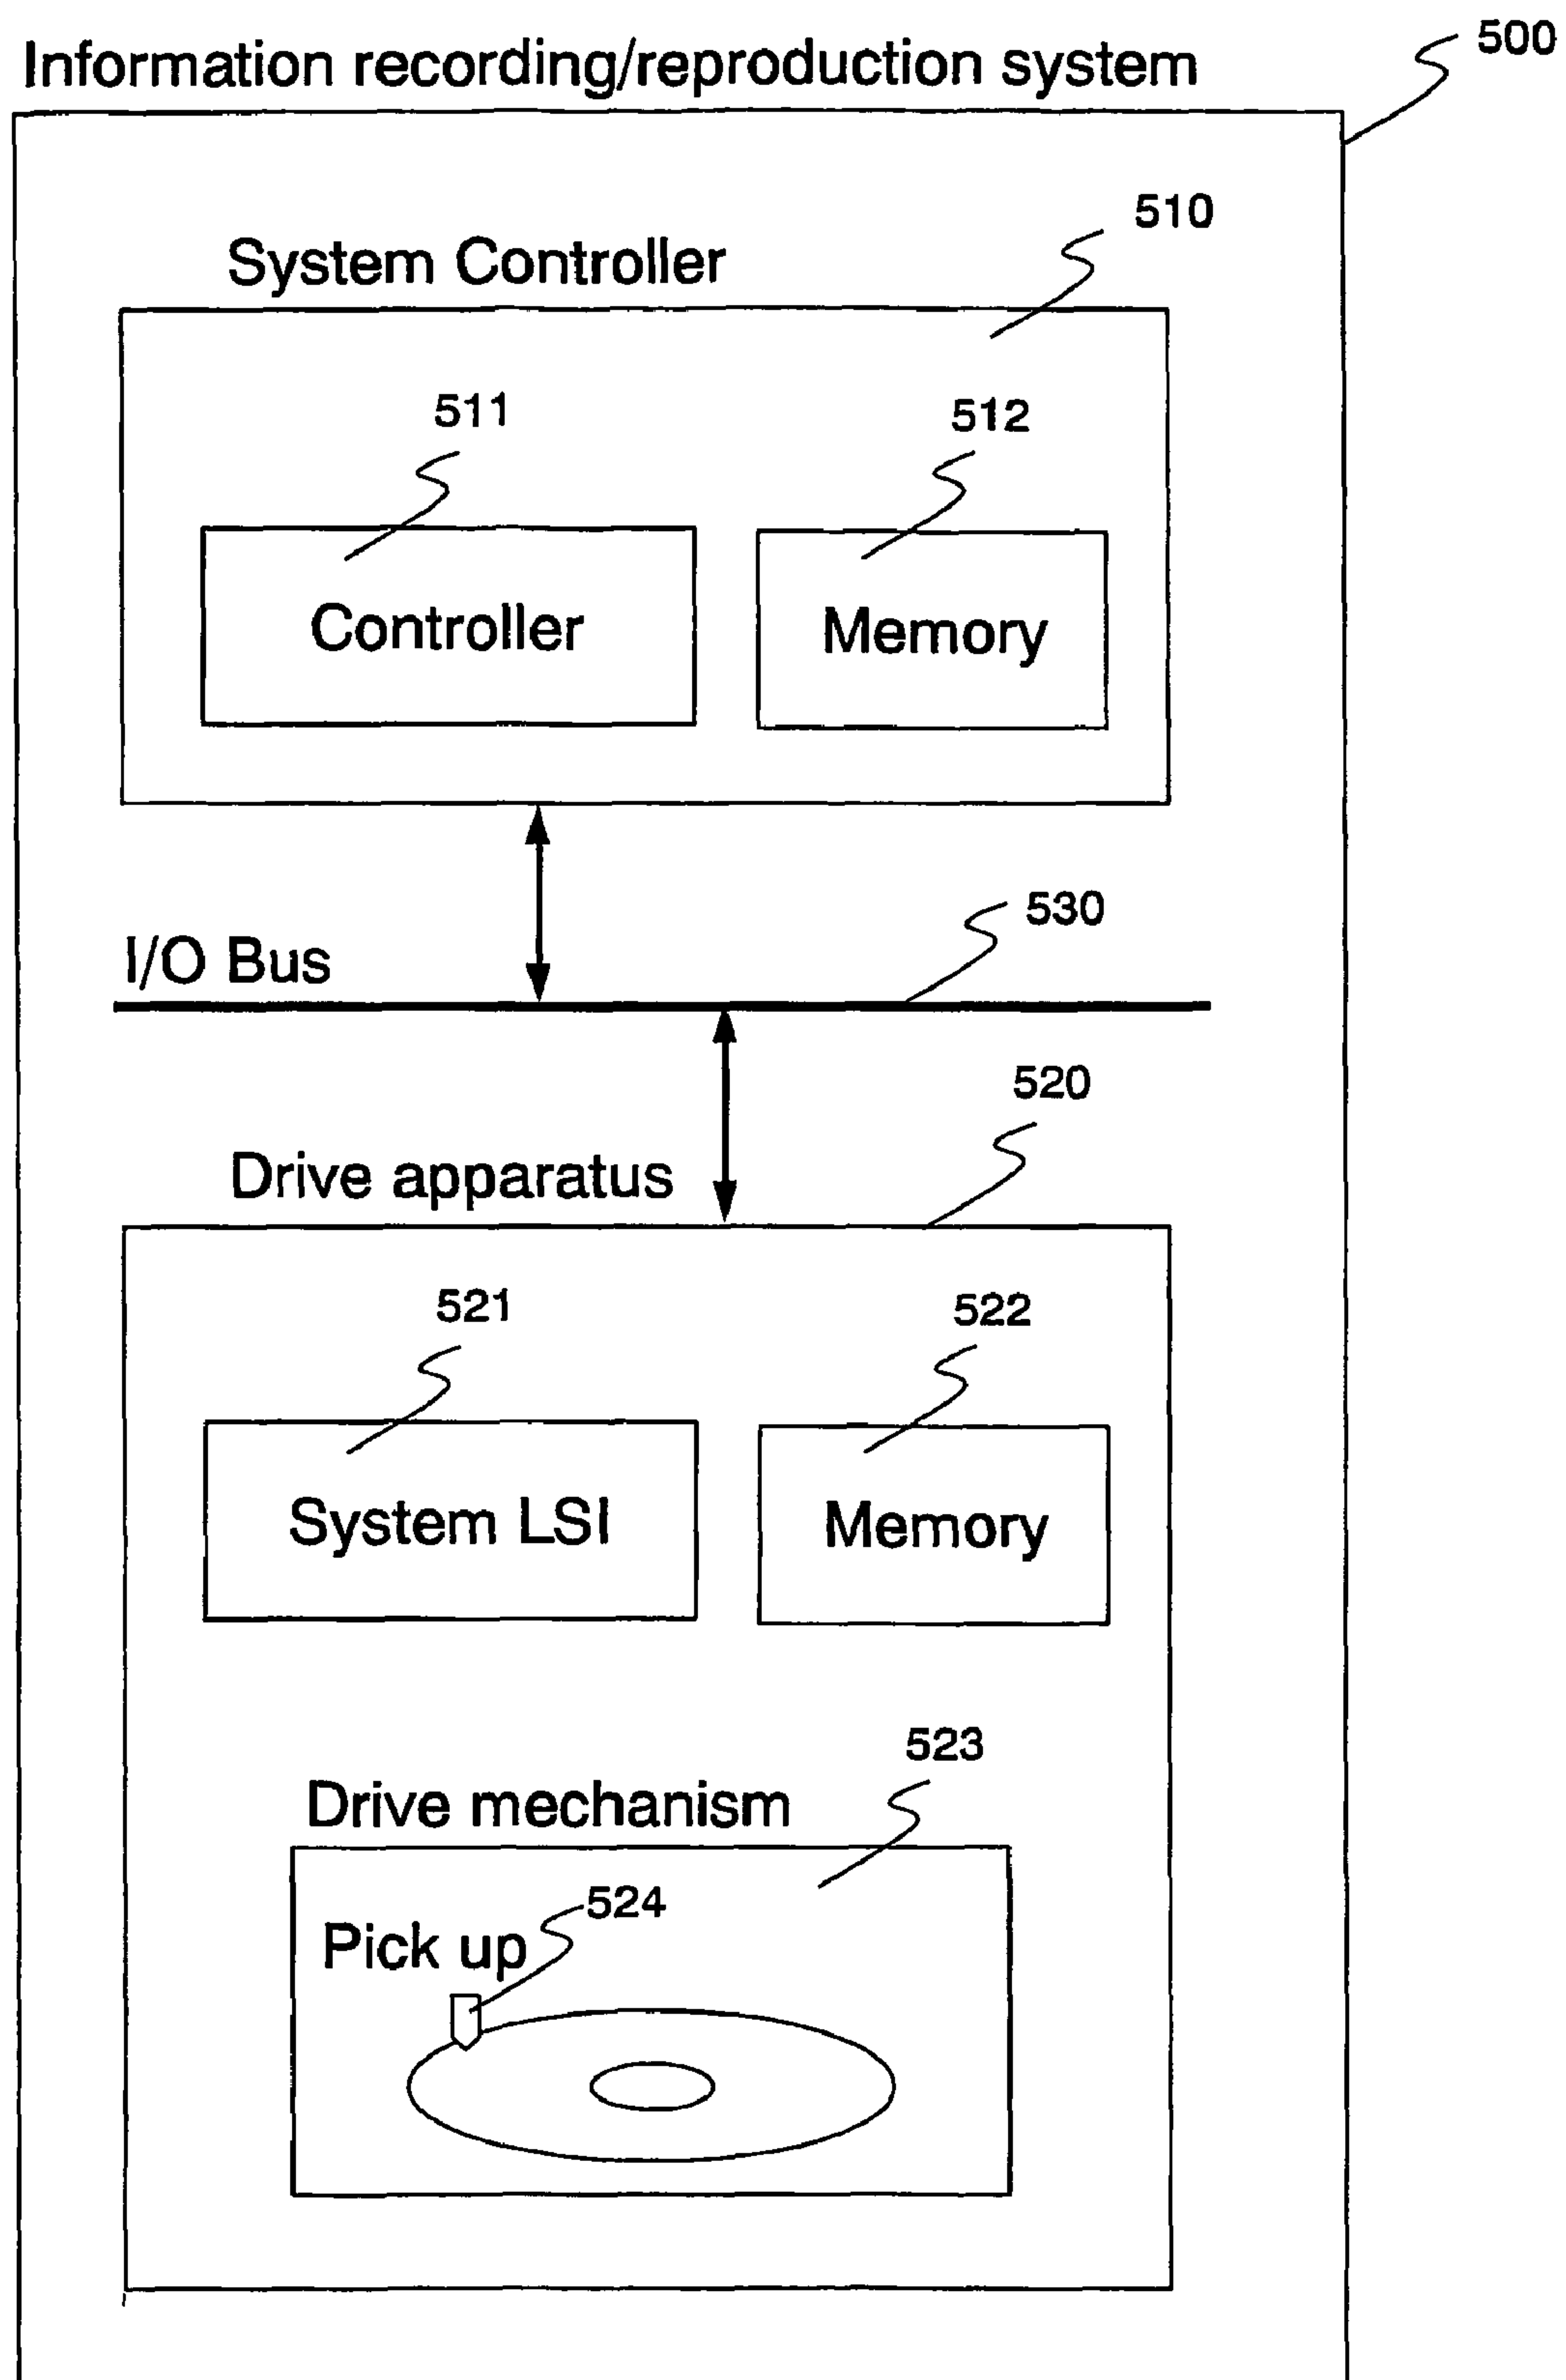 500
Information recording/reproduction system
510
System Controller
511
512
Controller
Memory
530
I/O Bus
520
Drive apparatus
521
522
System LSI
Memory
523
Drive mechanism
524
Pick up